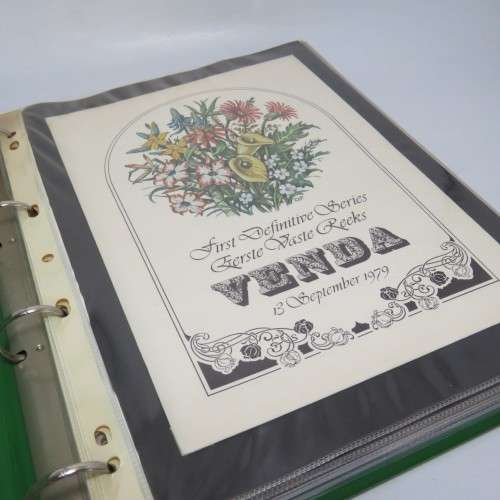 First Definitive Series
Eerste Vaste Reeks
VENDA
13 September 1979